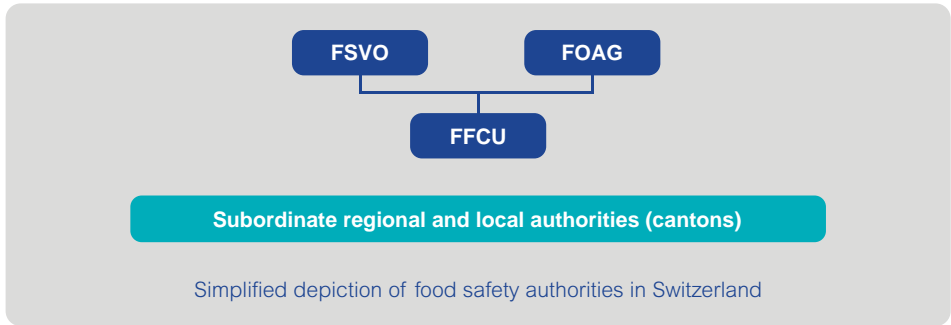 FSVO
FOAG
FFCU
Subordinate regional and local authorities (cantons)
Simplified depiction of food safety authorities in Switzerland